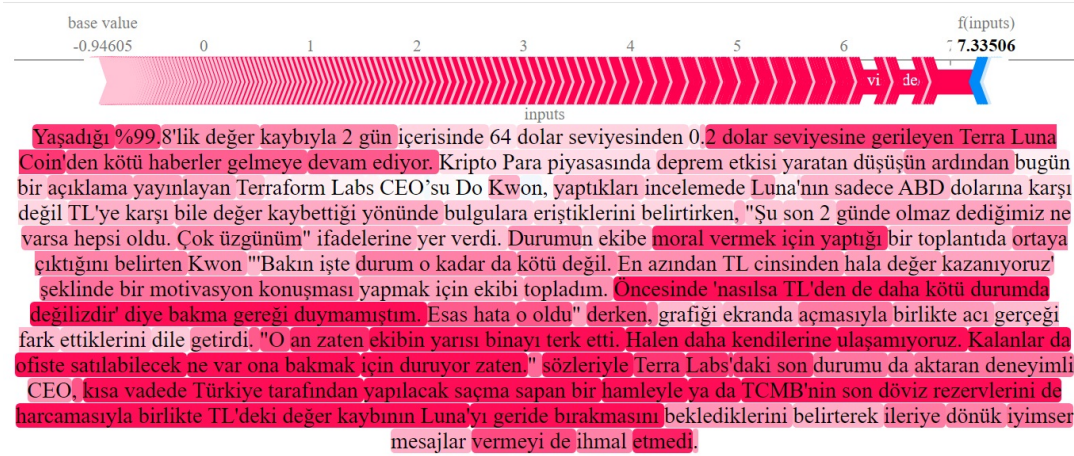 base value
f(inputs)
-0.94605 0 1 2 3 4 5 6 7 7.33506
vi de
inputs
Yaşadığı %99.8'lik değer kaybıyla 2 gün içerisinde 64 dolar seviyesinden 0.2 dolar seviyesine gerileyen Terra Luna
Coin'den kötü haberler gelmeye devam ediyor. Kripto Para piyasasında deprem etkisi yaratan düşüşün ardından bugün
bir açıklama yayınlayan Terraform Labs CEO’su Do Kwon, yaptıkları incelemede Luna'nın sadece ABD dolarına karşı
değil TL'ye karşı bile değer kaybettiği yönünde bulgulara eriştiklerini belirtirken, "Şu son 2 günde olmaz dediğimiz ne
varsa hepsi oldu. Çok üzgünüm" ifadelerine yer verdi. Durumun ekibe moral vermek için yaptığı bir toplantıda ortaya
çıktığını belirten Kwon "'Bakın işte durum o kadar da kötü değil. En azından TL cinsinden hala değer kazanıyoruz'
şeklinde bir motivasyon konuşması yapmak için ekibi topladım. Öncesinde 'nasılsa TL'den de daha kötü durumda
değilizdir' diye bakma gereği duymamıştım. Esas hata o oldu" derken, grafiği ekranda açmasıyla birlikte acı gerçeği
fark ettiklerini dile getirdi. "O an zaten ekibin yarısı binayı terk etti. Halen daha kendilerine ulaşamıyoruz. Kalanlar da
ofiste satılabilecek ne var ona bakmak için duruyor zaten." sözleriyle Terra Labs'daki son durumu da aktaran deneyimli
CEO, kısa vadede Türkiye tarafından yapılacak saçma sapan bir hamleyle ya da TCMB'nin son döviz rezervlerini de
harcamasıyla birlikte TL'deki değer kaybının Luna'yı geride bırakmasını beklediklerini belirterek ileriye dönük iyimser
mesajlar vermeyi de ihmal etmedi.